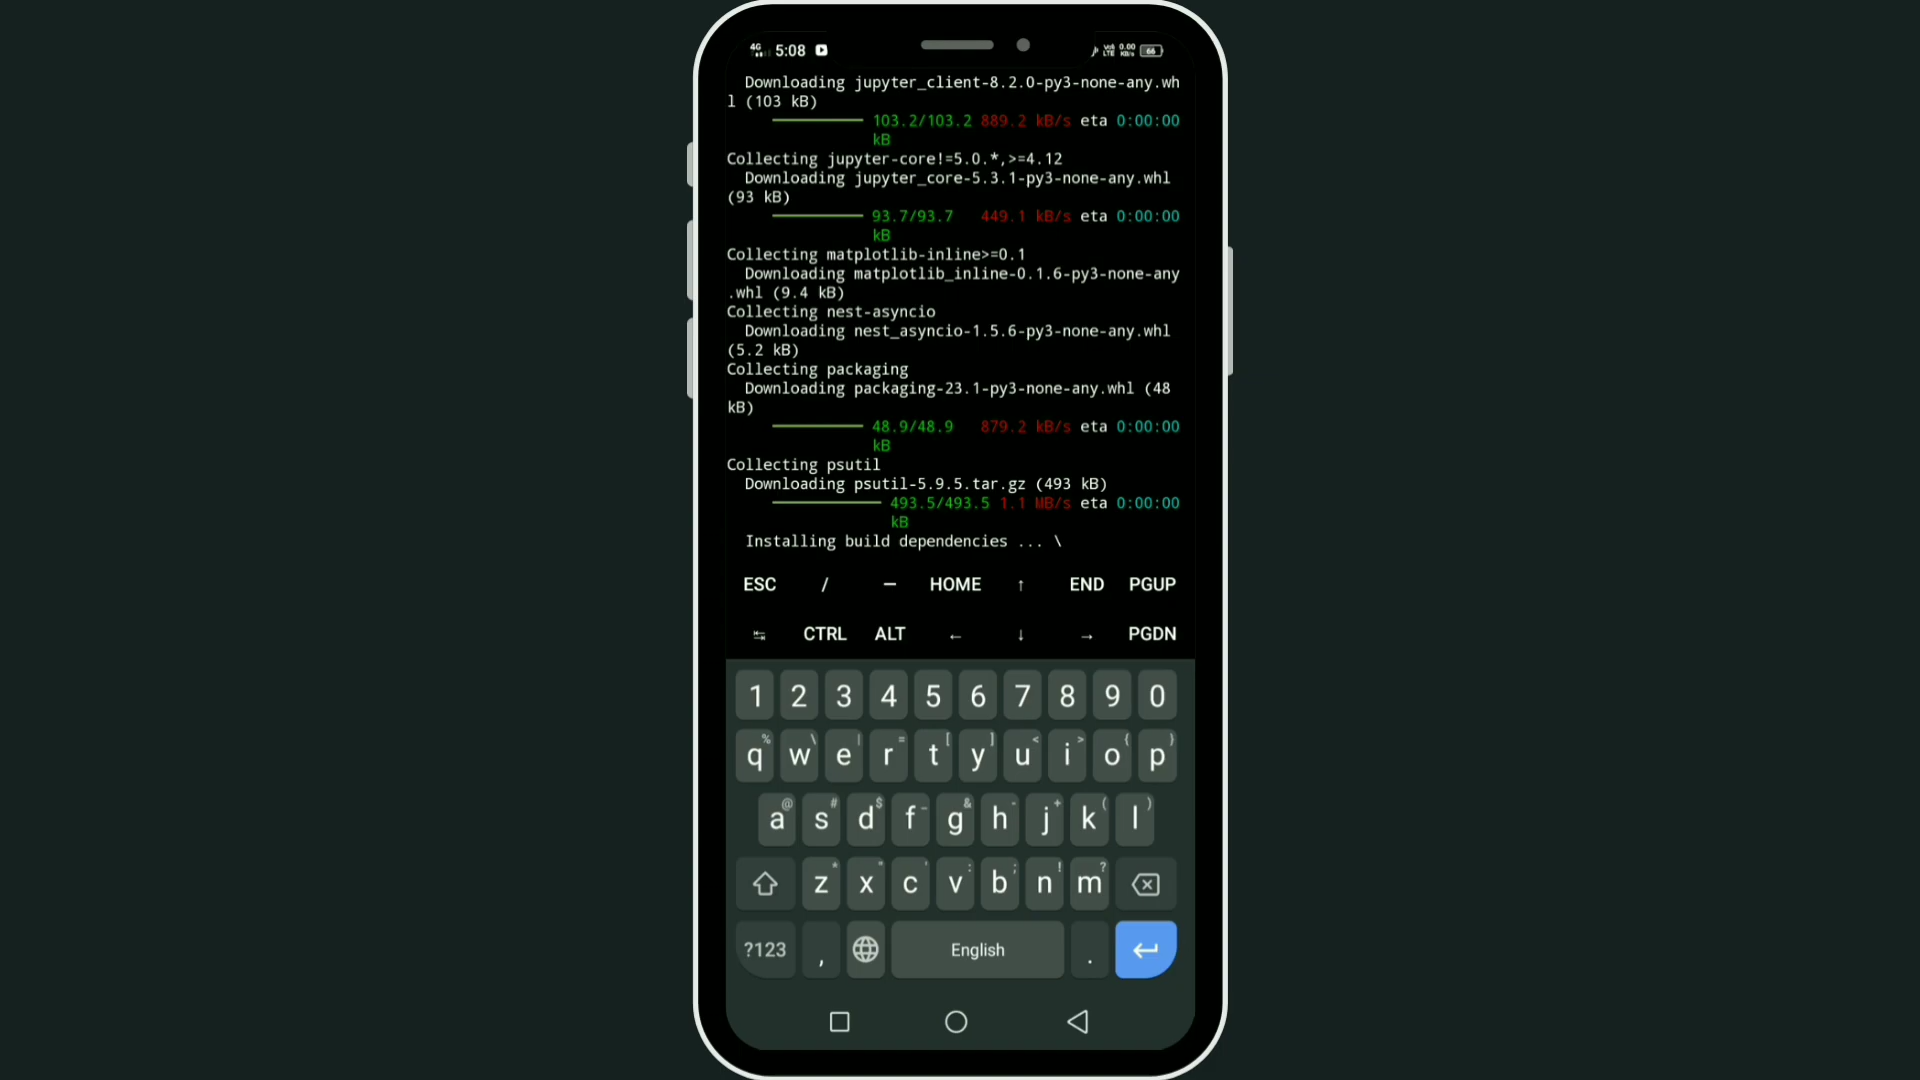 4G 5:08 Vo) LTE 0.00 KB/s 66
Downloading jupyter_client-8.2.0-py3-none-any.wh
l (103 kB)
103.2/103.2 889.2 kB/s eta 0:00:00
kB
Collecting jupyter-core!=5.0.*,>=4.12
Downloading jupyter_core-5.3.1-py3-none-any.whl
(93 kB)
93.7/93.7 449.1 kB/s eta 0:00:00
kB
Collecting matplotlib-inline>=0.1
Downloading matplotlib_inline-0.1.6-py3-none-any
.whl (9.4 kB)
Collecting nest-asyncio
Downloading nest_asyncio-1.5.6-py3-none-any.whl
(5.2 kB)
Collecting packaging
Downloading packaging-23.1-py3-none-any.whl (48
kB)
48.9/48.9 879.2 kB/s eta 0:00:00
kB
Collecting psutil
Downloading psutil-5.9.5.tar.gz (493 kB)
493.5/493.5 1.1 MB/s eta 0:00:00
kB
Installing build dependencies ... \
ESC / — HOME ↑ END PGUP
↹ CTRL ALT ← ↓ → PGDN
1 2 3 4 5 6 7 8 9 0
q % w \ e | r = t [ y ] u < i > o { p }
a @ s # d $ f _ g & h - j + k ( l )
z * x " c ' v : b ; n ! m ?
?123 , English .